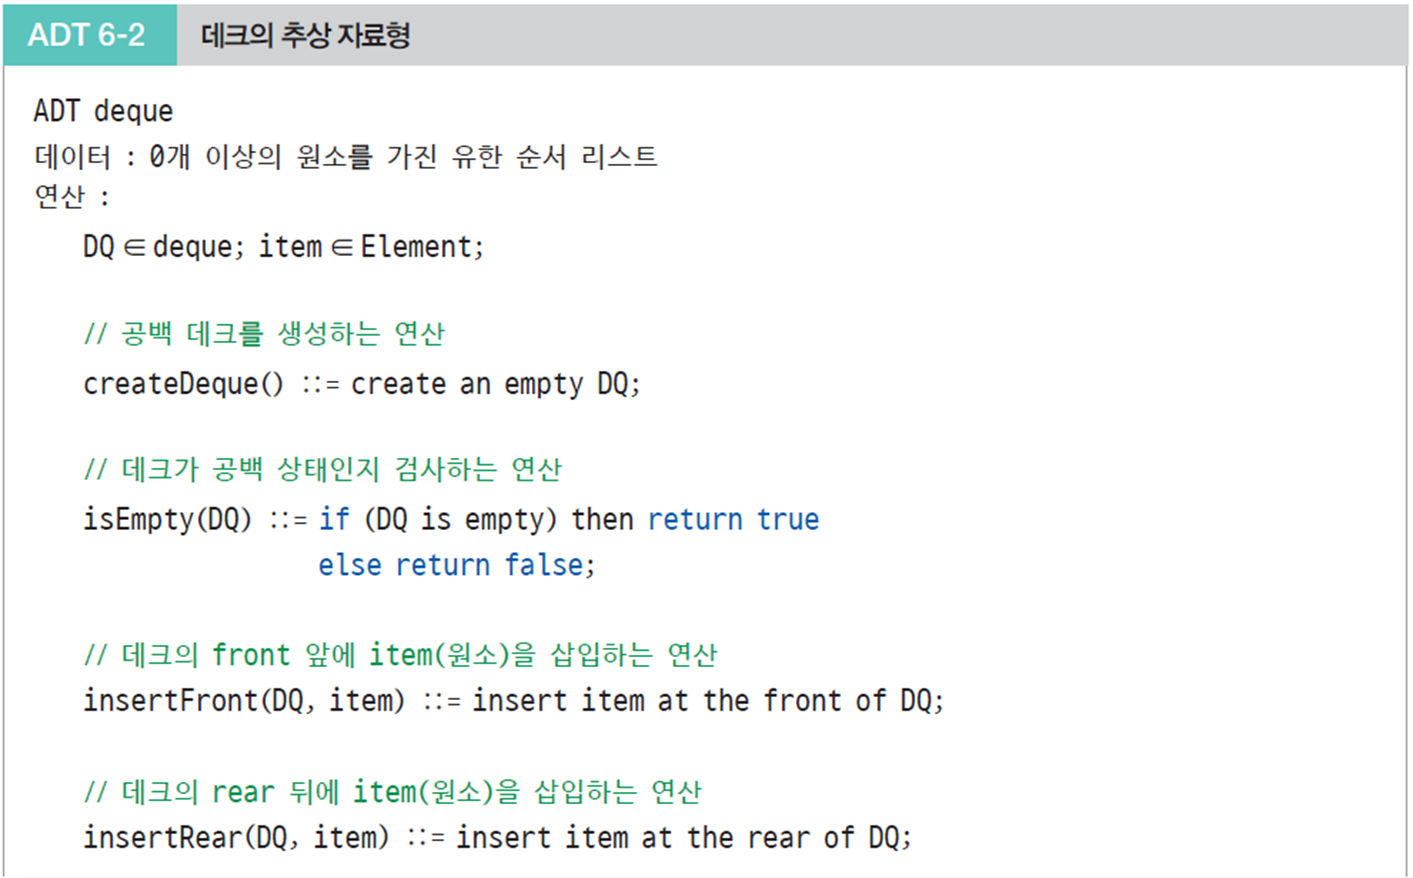 ADT 6-2 데크의 추상 자료형
ADT deque
데이터 : 0개 이상의 원소를 가진 유한 순서 리스트
연산 :
DQ ∈ deque; item ∈ Element;
// 공백 데크를 생성하는 연산
createDeque() ::= create an empty DQ;
// 데크가 공백 상태인지 검사하는 연산
isEmpty(DQ) ::= if (DQ is empty) then return true
else return false;
// 데크의 front 앞에 item(원소)을 삽입하는 연산
insertFront(DQ, item) ::= insert item at the front of DQ;
// 데크의 rear 뒤에 item(원소)을 삽입하는 연산
insertRear(DQ, item) ::= insert item at the rear of DQ;